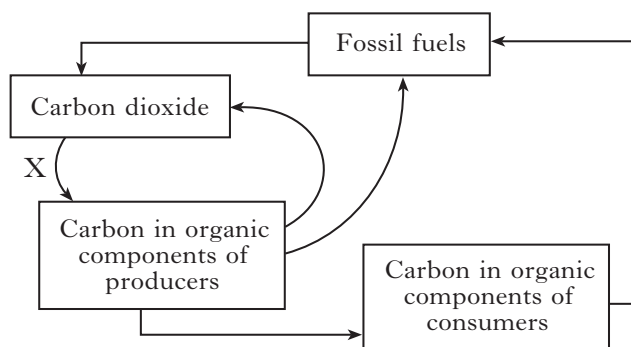 Fossil fuels
Carbon dioxide
X
Carbon in organic
components of
producers
Carbon in organic
components of
consumers